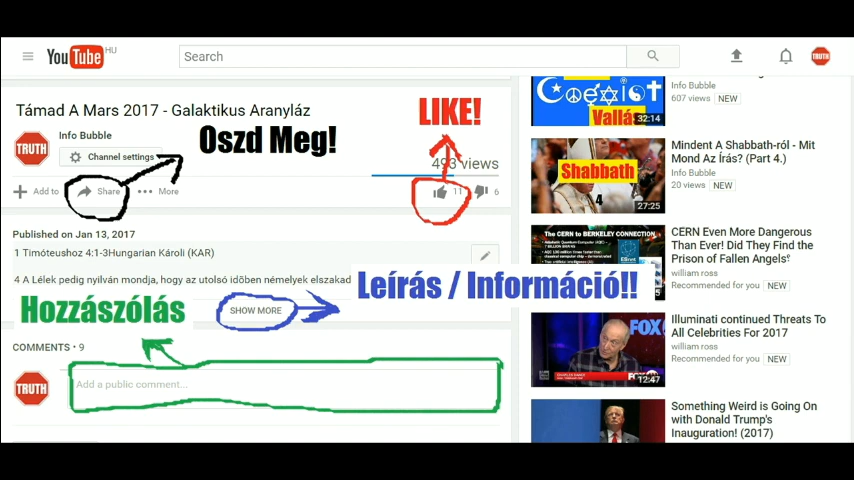 YouTube HU
Search
TRUTH
Támad A Mars 2017 - Galaktikus Aranyláz
TRUTH
Info Bubble
Channel settings
Oszd Meg!
LIKE!
493 views
Add to
Share
More
11
6
Published on Jan 13, 2017
1 Timóteushoz 4:1-3Hungarian Károli (KAR)
4 A Lélek pedig nyilván mondja, hogy az utolsó időben némelyek elszakad
Leírás / Információ!!
Hozzászólás
SHOW MORE
COMMENTS • 9
TRUTH
Add a public comment...
Coexist
Vallás
32:14
Info Bubble
607 views NEW
Shabbath
4
27:25
Mindent A Shabbath-ról - Mit
Mond Az Írás? (Part 4.)
Info Bubble
20 views NEW
The CERN to BERKELEY CONNECTION
CERN Even More Dangerous
Than Ever! Did They Find the
Prison of Fallen Angels
william ross
Recommended for you NEW
FOX
12:47
Illuminati continued Threats To
All Celebrities For 2017
william ross
Recommended for you NEW
Something Weird is Going On
with Donald Trump's
Inauguration! (2017)